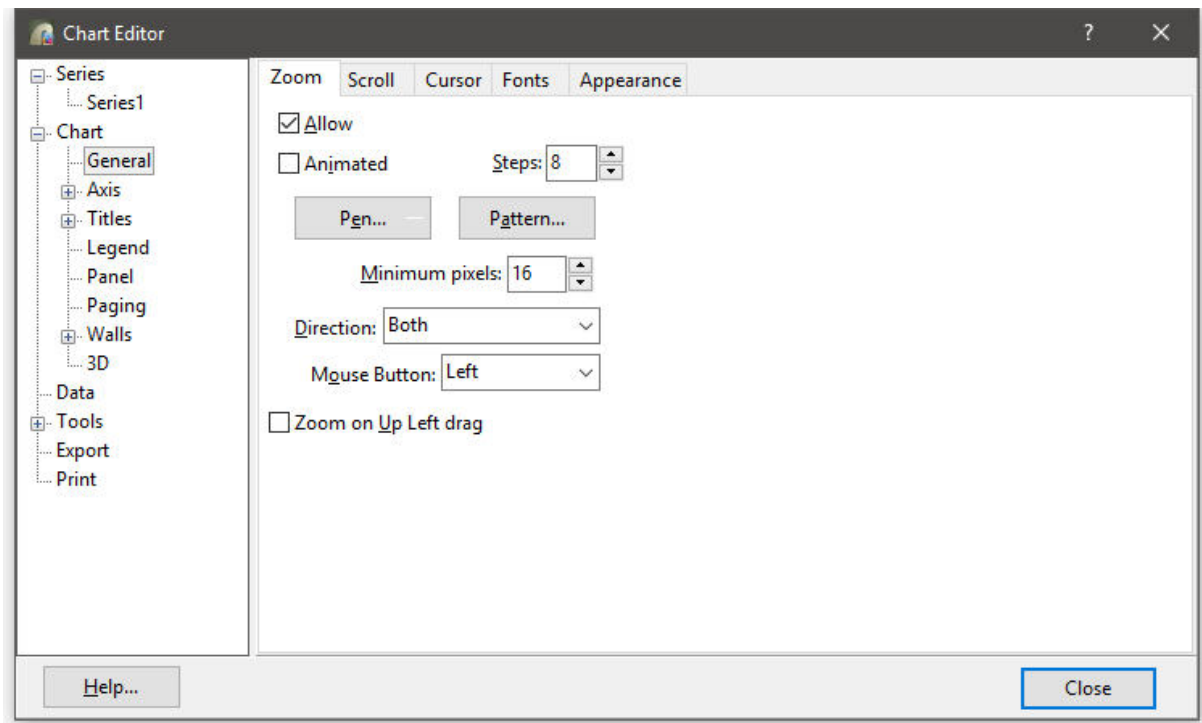 Chart Editor
?
Series
Series1
Chart
General
Axis
Titles
Legend
Panel
Paging
Walls
3D
Data
Tools
Export
Print
Zoom Scroll Cursor Fonts Appearance
Allow
Animated Steps: 8
Pen... Pattern...
Minimum pixels: 16
Direction: Both
Mouse Button: Left
Zoom on Up Left drag
Help... Close